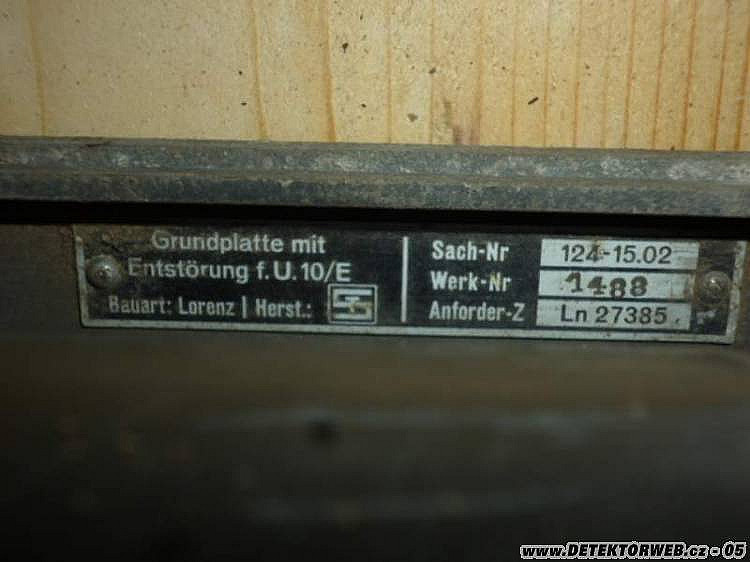 Grundplatte mit
Entstörung f. U. 10/E
Bauart: Lorenz | Herst.:
Sach-Nr 124-15.02
Werk-Nr 1488
Anforder-Z Ln 27385
www.DETEKTORWEB.cz - 05